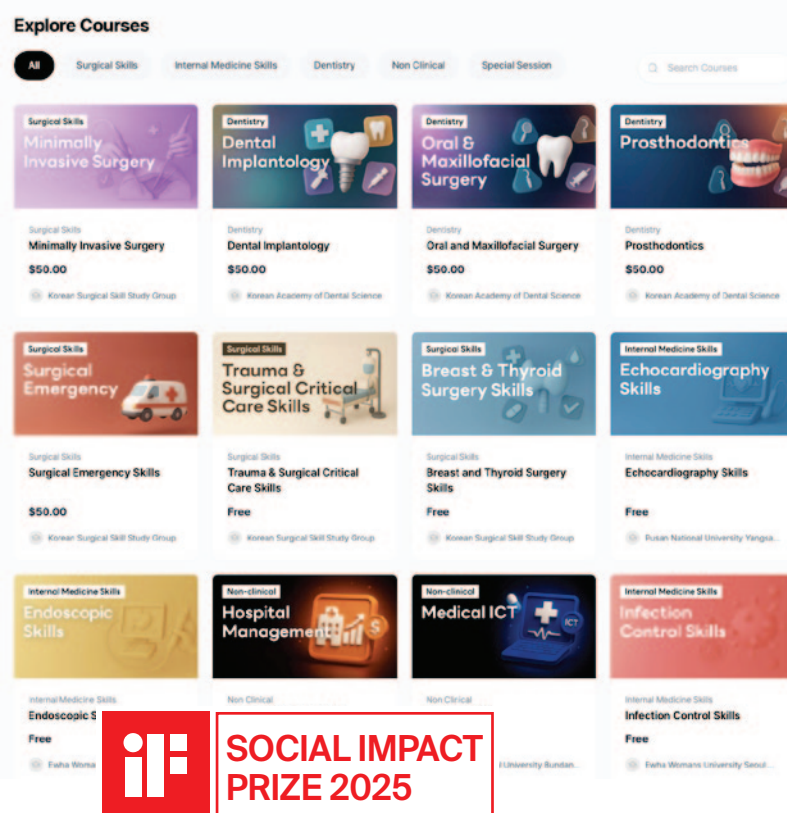 Explore Courses
All
Surgical Skills
Internal Medicine Skills
Dentistry
Non Clinical
Special Session
Search Courses
Surgical Skills
Minimally
Invasive Surgery
Surgical Skills
Minimally Invasive Surgery
$50.00
Korean Surgical Skill Study Group
Dentistry
Dental
Implantology
Dentistry
Dental Implantology
$50.00
Korean Academy of Dental Science
Dentistry
Oral &
Maxillofacial
Surgery
Dentistry
Oral and Maxillofacial Surgery
$50.00
Korean Academy of Dental Science
Dentistry
Prosthodontics
Dentistry
Prosthodontics
$50.00
Korean Academy of Dental Science
Surgical Skills
Surgical
Emergency
Surgical Skills
Surgical Emergency Skills
$50.00
Korean Surgical Skill Study Group
Surgical Skills
Trauma &
Surgical Critical
Care Skills
Surgical Skills
Trauma & Surgical Critical
Care Skills
Free
Korean Surgical Skill Study Group
Surgical Skills
Breast & Thyroid
Surgery Skills
Surgical Skills
Breast and Thyroid Surgery
Skills
Free
Korean Surgical Skill Study Group
Internal Medicine Skills
Echocardiography
Skills
Internal Medicine Skills
Echocardiography Skills
Free
Pusan National University Yangsa...
Internal Medicine Skills
Endoscopic
Skills
Internal Medicine Skills
Endoscopic S
Free
Ewha Woma
Non-clinical
Hospital
Management
$
Non Clinical
Non-clinical
Medical ICT
ICT
Non Clinical
l University Bundan...
Internal Medicine Skills
Infection
Control Skills
Internal Medicine Skills
Infection Control Skills
Free
Ewha Womans University Seoul...
iF
SOCIAL IMPACT
PRIZE 2025